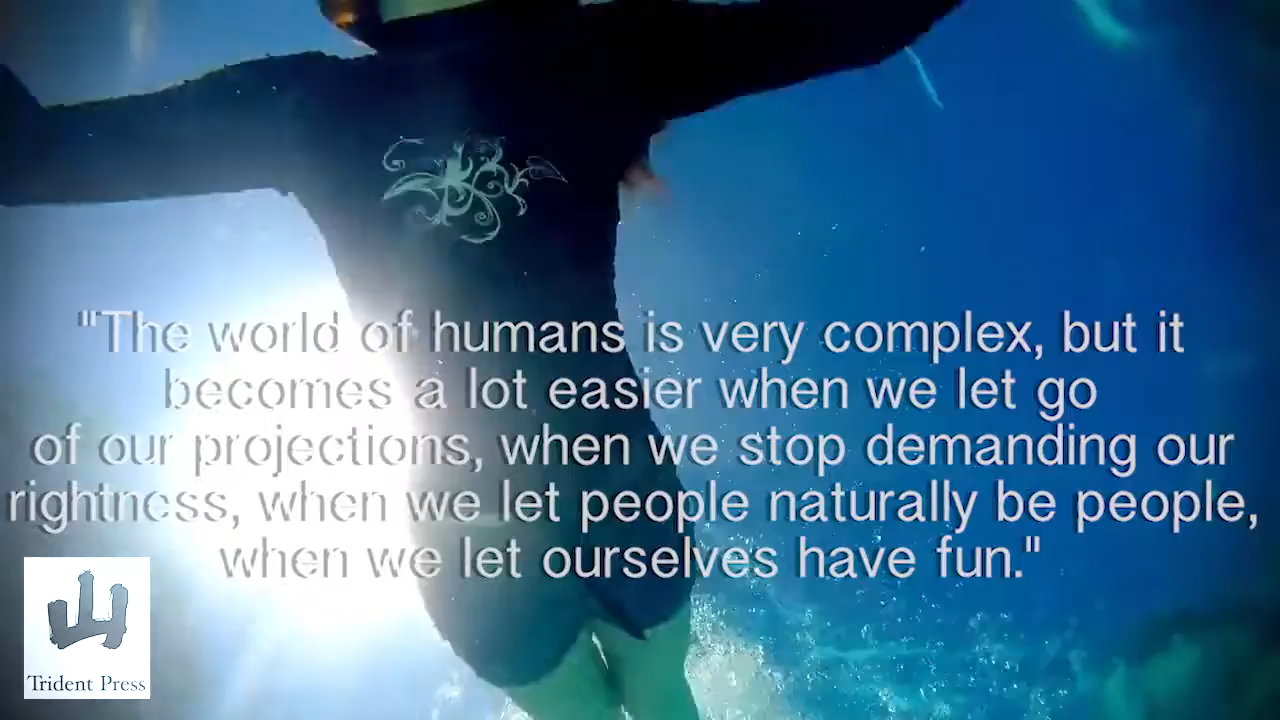 "The world of humans is very complex, but it
becomes a lot easier when we let go
of our projections, when we stop demanding our
rightness, when we let people naturally be people,
when we let ourselves have fun."
Trident Press